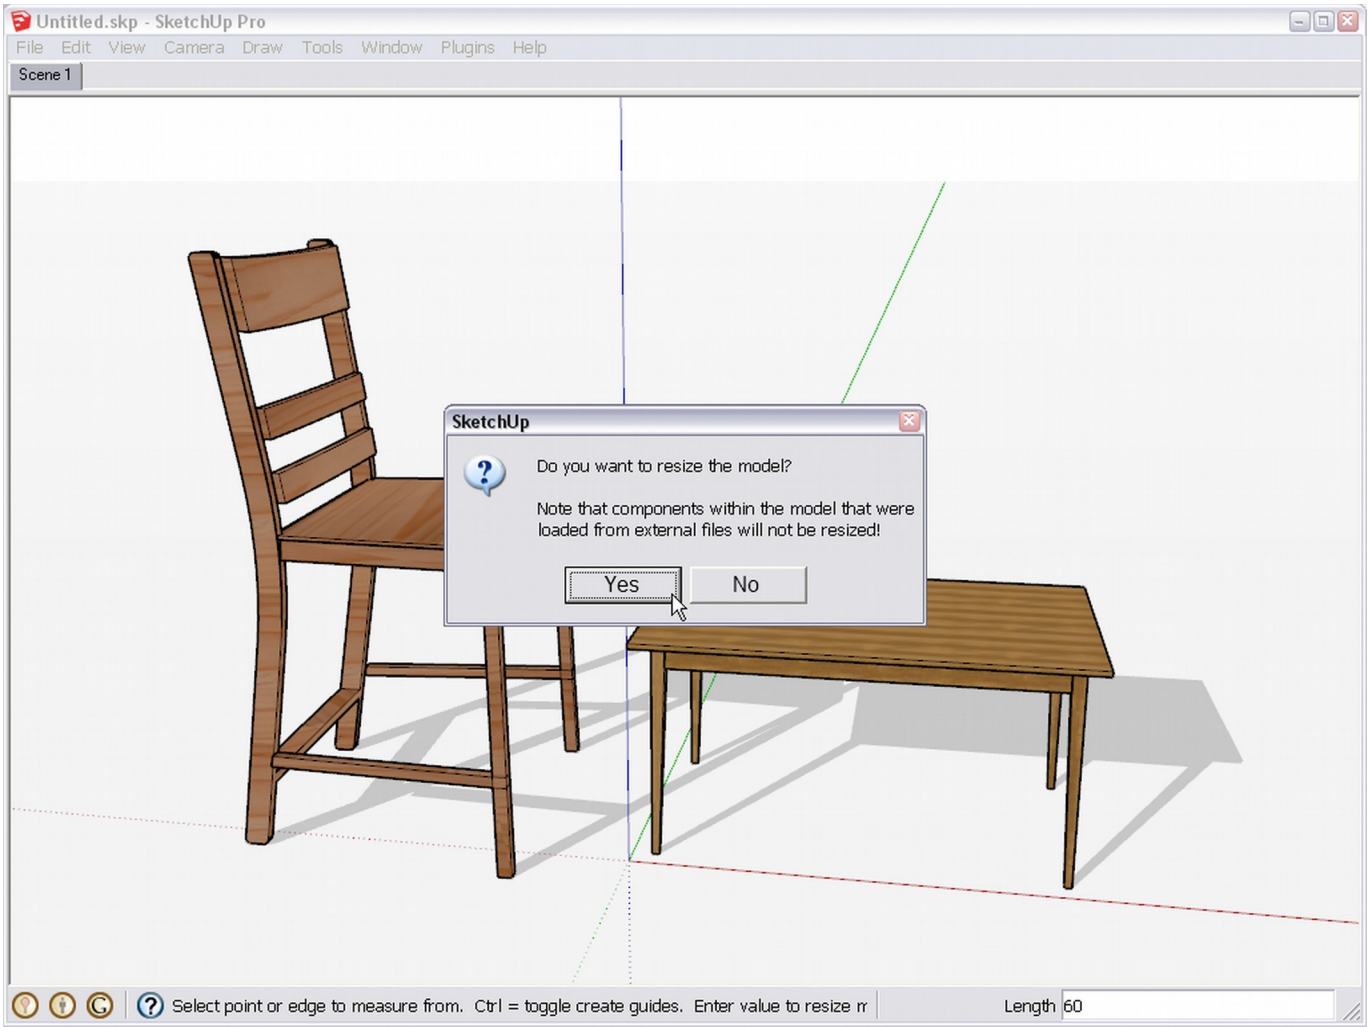 Untitled.skp - SketchUp Pro
File Edit View Camera Draw Tools Window Plugins Help
Scene 1
SketchUp
Do you want to resize the model?
Note that components within the model that were
loaded from external files will not be resized!
Yes No
Select point or edge to measure from. Ctrl = toggle create guides. Enter value to resize m
Length 60